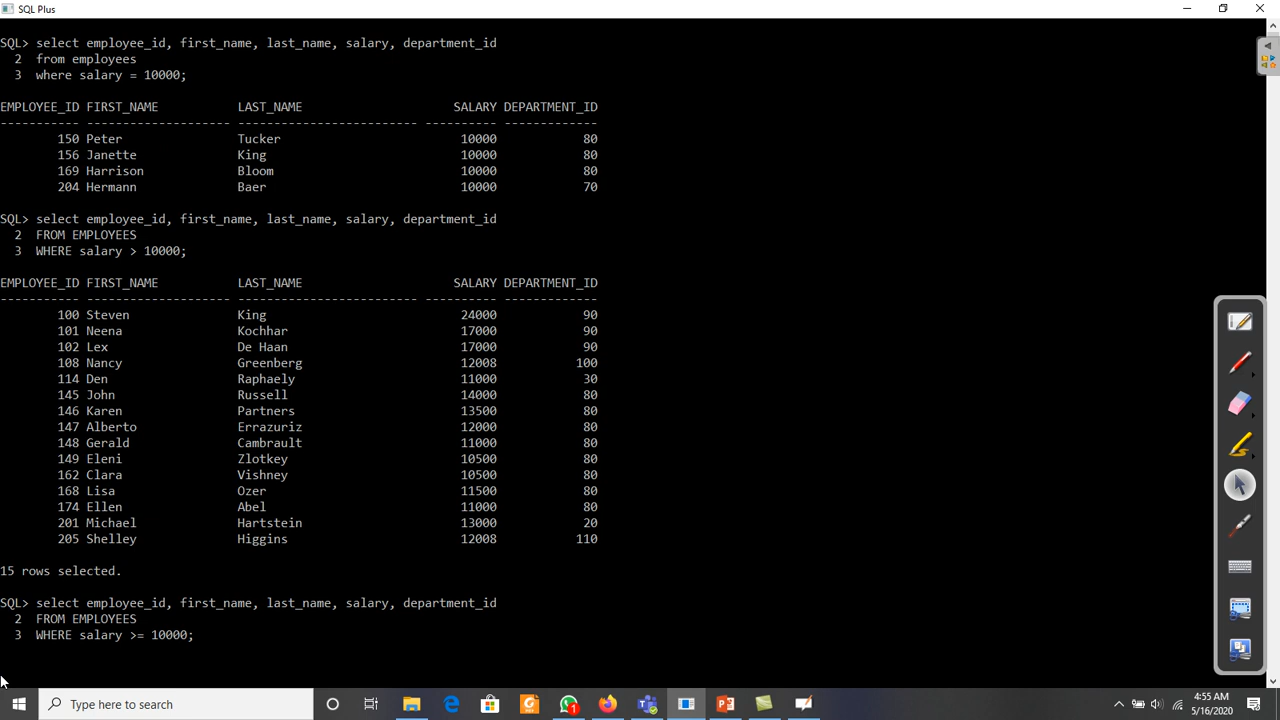 SQL Plus
SQL> select employee_id, first_name, last_name, salary, department_id
2 from employees
3 where salary = 10000;
EMPLOYEE_ID FIRST_NAME LAST_NAME SALARY DEPARTMENT_ID
----------- -------------------- ------------------------- ---------- -------------
150 Peter Tucker 10000 80
156 Janette King 10000 80
169 Harrison Bloom 10000 80
204 Hermann Baer 10000 70
SQL> select employee_id, first_name, last_name, salary, department_id
2 FROM EMPLOYEES
3 WHERE salary > 10000;
EMPLOYEE_ID FIRST_NAME LAST_NAME SALARY DEPARTMENT_ID
----------- -------------------- ------------------------- ---------- -------------
100 Steven King 24000 90
101 Neena Kochhar 17000 90
102 Lex De Haan 17000 90
108 Nancy Greenberg 12008 100
114 Den Raphaely 11000 30
145 John Russell 14000 80
146 Karen Partners 13500 80
147 Alberto Errazuriz 12000 80
148 Gerald Cambrault 11000 80
149 Eleni Zlotkey 10500 80
162 Clara Vishney 10500 80
168 Lisa Ozer 11500 80
174 Ellen Abel 11000 80
201 Michael Hartstein 13000 20
205 Shelley Higgins 12008 110
15 rows selected.
SQL> select employee_id, first_name, last_name, salary, department_id
2 FROM EMPLOYEES
3 WHERE salary >= 10000;
Type here to search
1
4:55 AM
5/16/2020